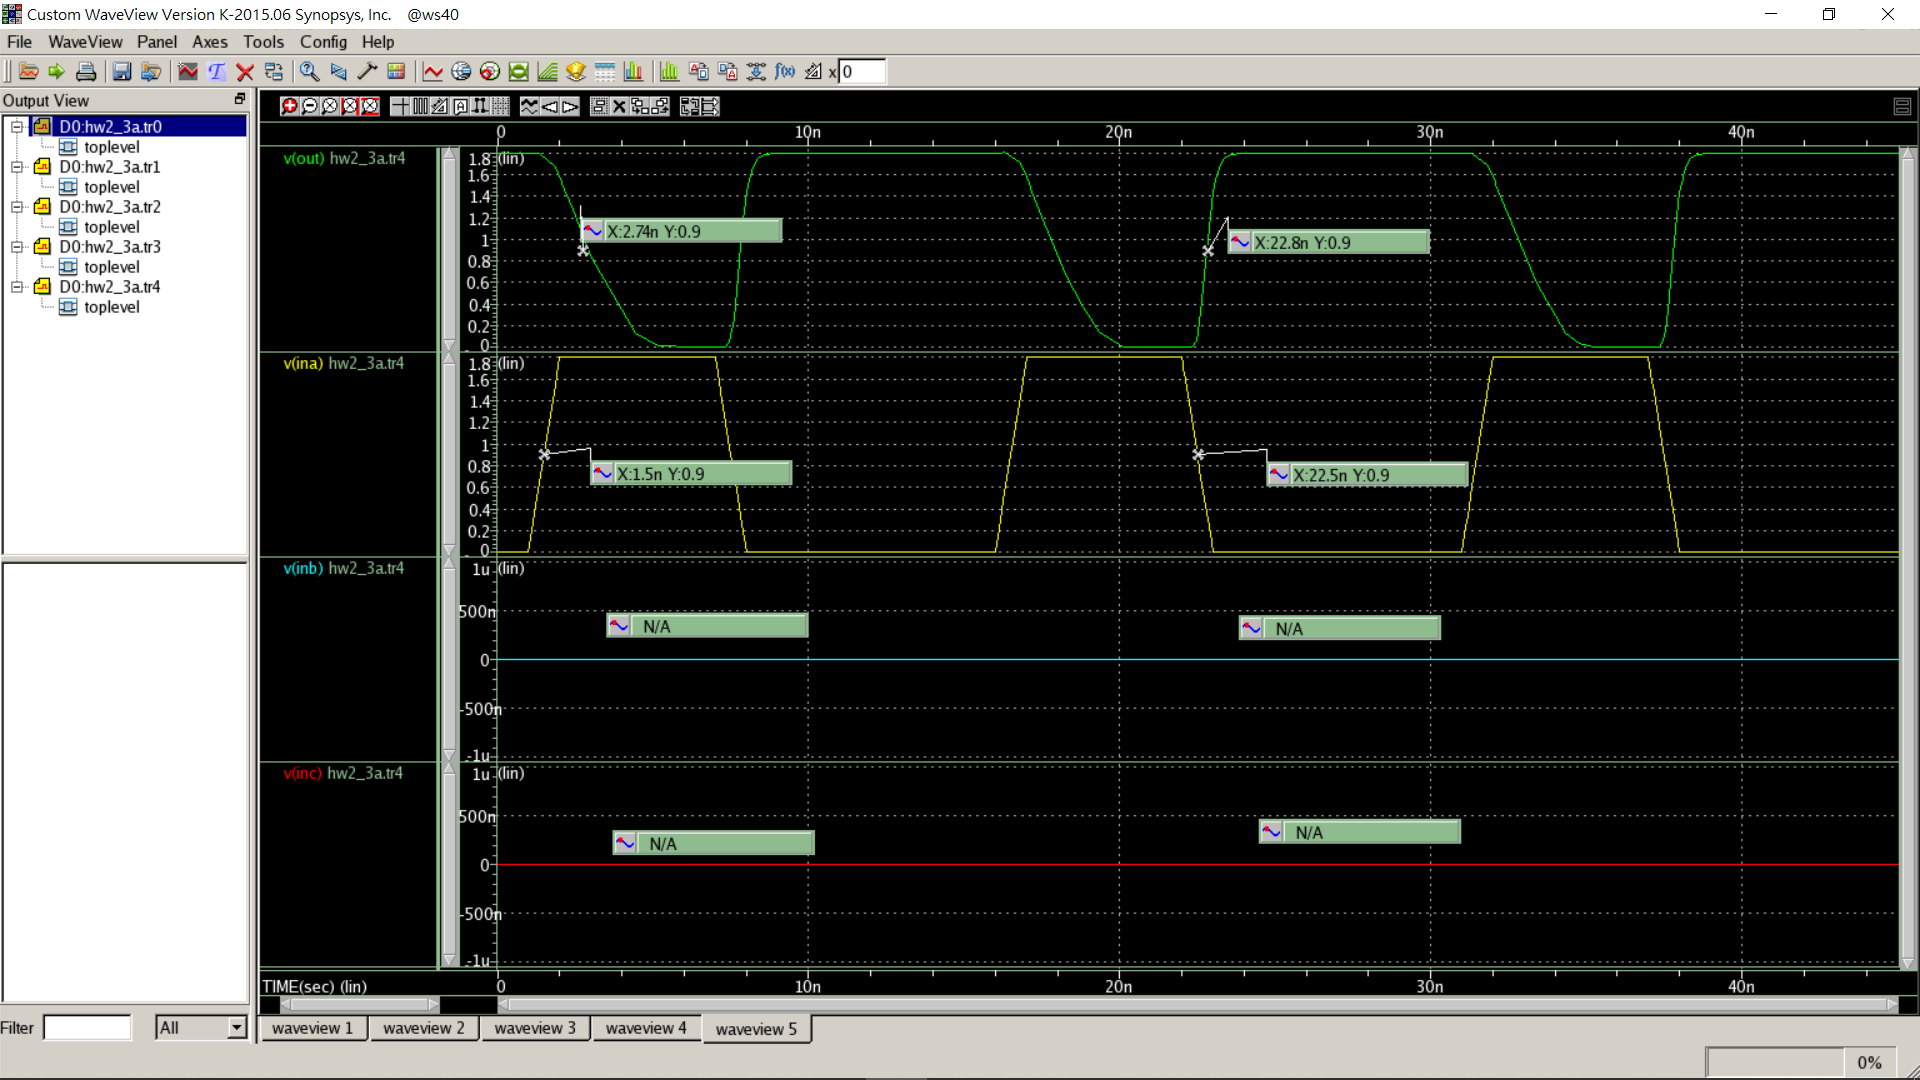 Custom WaveView Version K-2015.06 Synopsys, Inc.    @ws40
File WaveView Panel Axes Tools Config Help
x 0
Output View
D0:hw2_3a.tr0
toplevel
D0:hw2_3a.tr1
toplevel
D0:hw2_3a.tr2
toplevel
D0:hw2_3a.tr3
toplevel
D0:hw2_3a.tr4
toplevel
Filter All
0 10n 20n 30n 40n
v(out) hw2_3a.tr4
1.8 (lin)
1.6
1.4
1.2
1
0.8
0.6
0.4
0.2
0
X:2.74n Y:0.9
X:22.8n Y:0.9
v(ina) hw2_3a.tr4
1.8 (lin)
1.6
1.4
1.2
1
0.8
0.6
0.4
0.2
0
X:1.5n Y:0.9
X:22.5n Y:0.9
v(inb) hw2_3a.tr4
1u (lin)
500n
0
-500n
-1u
N/A
N/A
v(inc) hw2_3a.tr4
1u (lin)
500n
0
-500n
-1u
N/A
N/A
TIME(sec) (lin) 0 10n 20n 30n 40n
waveview 1 waveview 2 waveview 3 waveview 4 waveview 5
0%